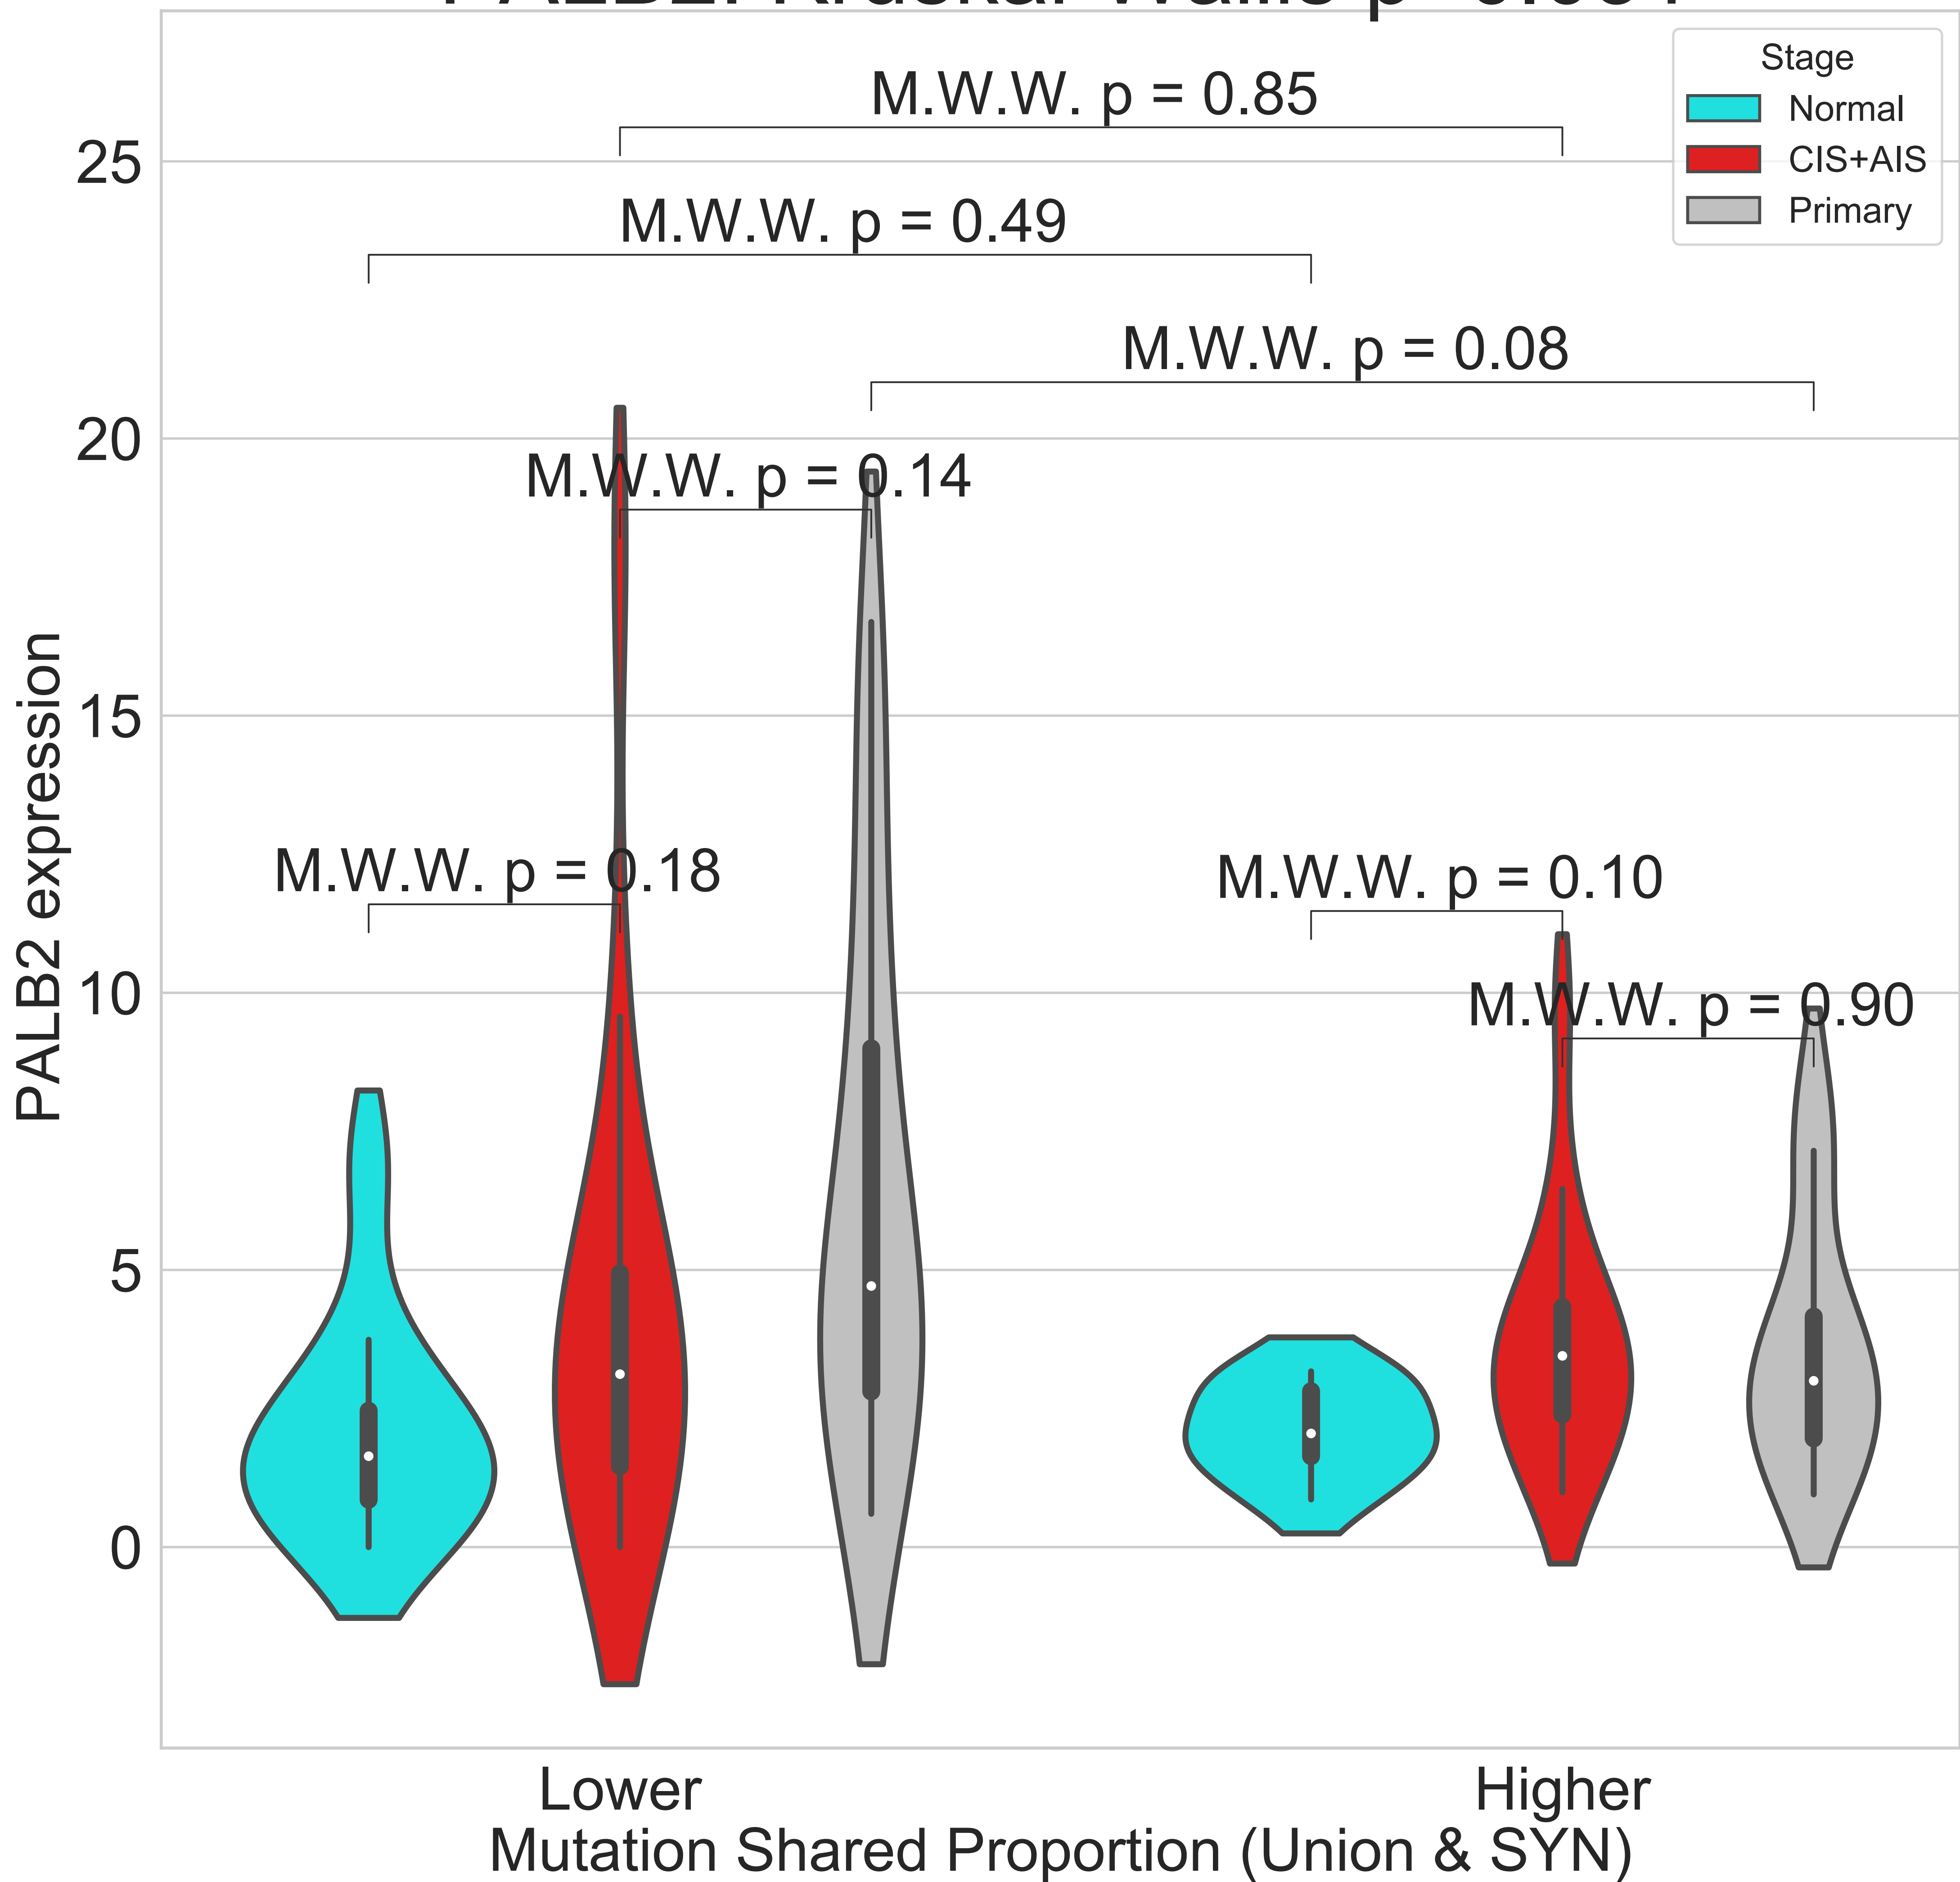 Stage
Normal
CIS+AIS
Primary
M.W.W. p = 0.85
M.W.W. p = 0.49
M.W.W. p = 0.08
M.W.W. p = 0.14
M.W.W. p = 0.18
M.W.W. p = 0.10
M.W.W. p = 0.90
25
20
15
10
5
0
PALB2 expression
Lower
Higher
Mutation Shared Proportion (Union & SYN)